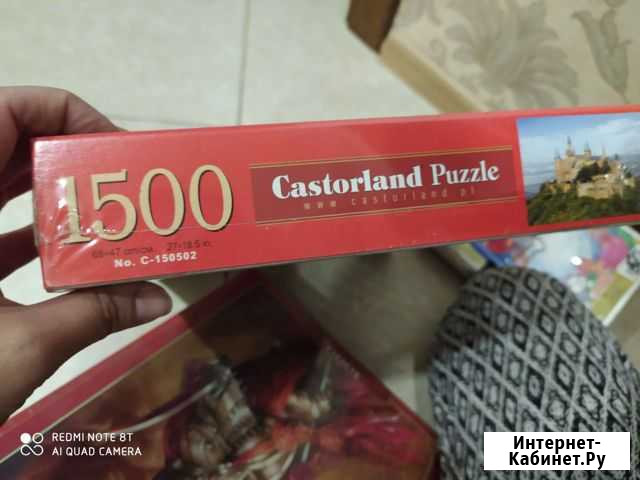 1500
Castorland Puzzle
www castorland pl
68×47 cm/см 27×18.5 in.
No. C-150502
REDMI NOTE 8T
AI QUAD CAMERA
Интернет-
Кабинет.Ру